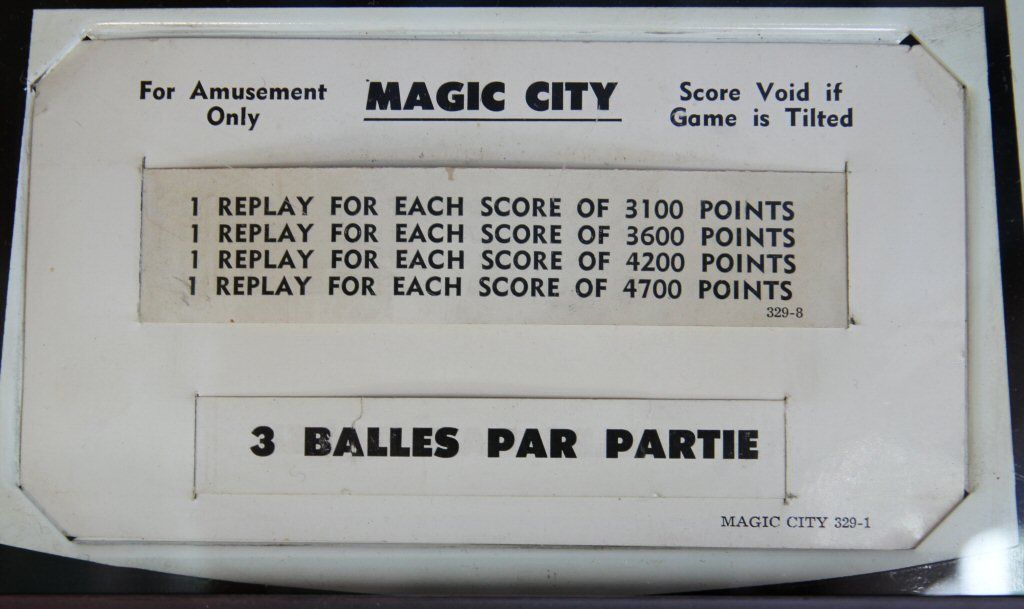 For Amusement Only
MAGIC CITY
Score Void if Game is Tilted
1 REPLAY FOR EACH SCORE OF 3100 POINTS
1 REPLAY FOR EACH SCORE OF 3600 POINTS
1 REPLAY FOR EACH SCORE OF 4200 POINTS
1 REPLAY FOR EACH SCORE OF 4700 POINTS
329-8
3 BALLES PAR PARTIE
MAGIC CITY 329-1